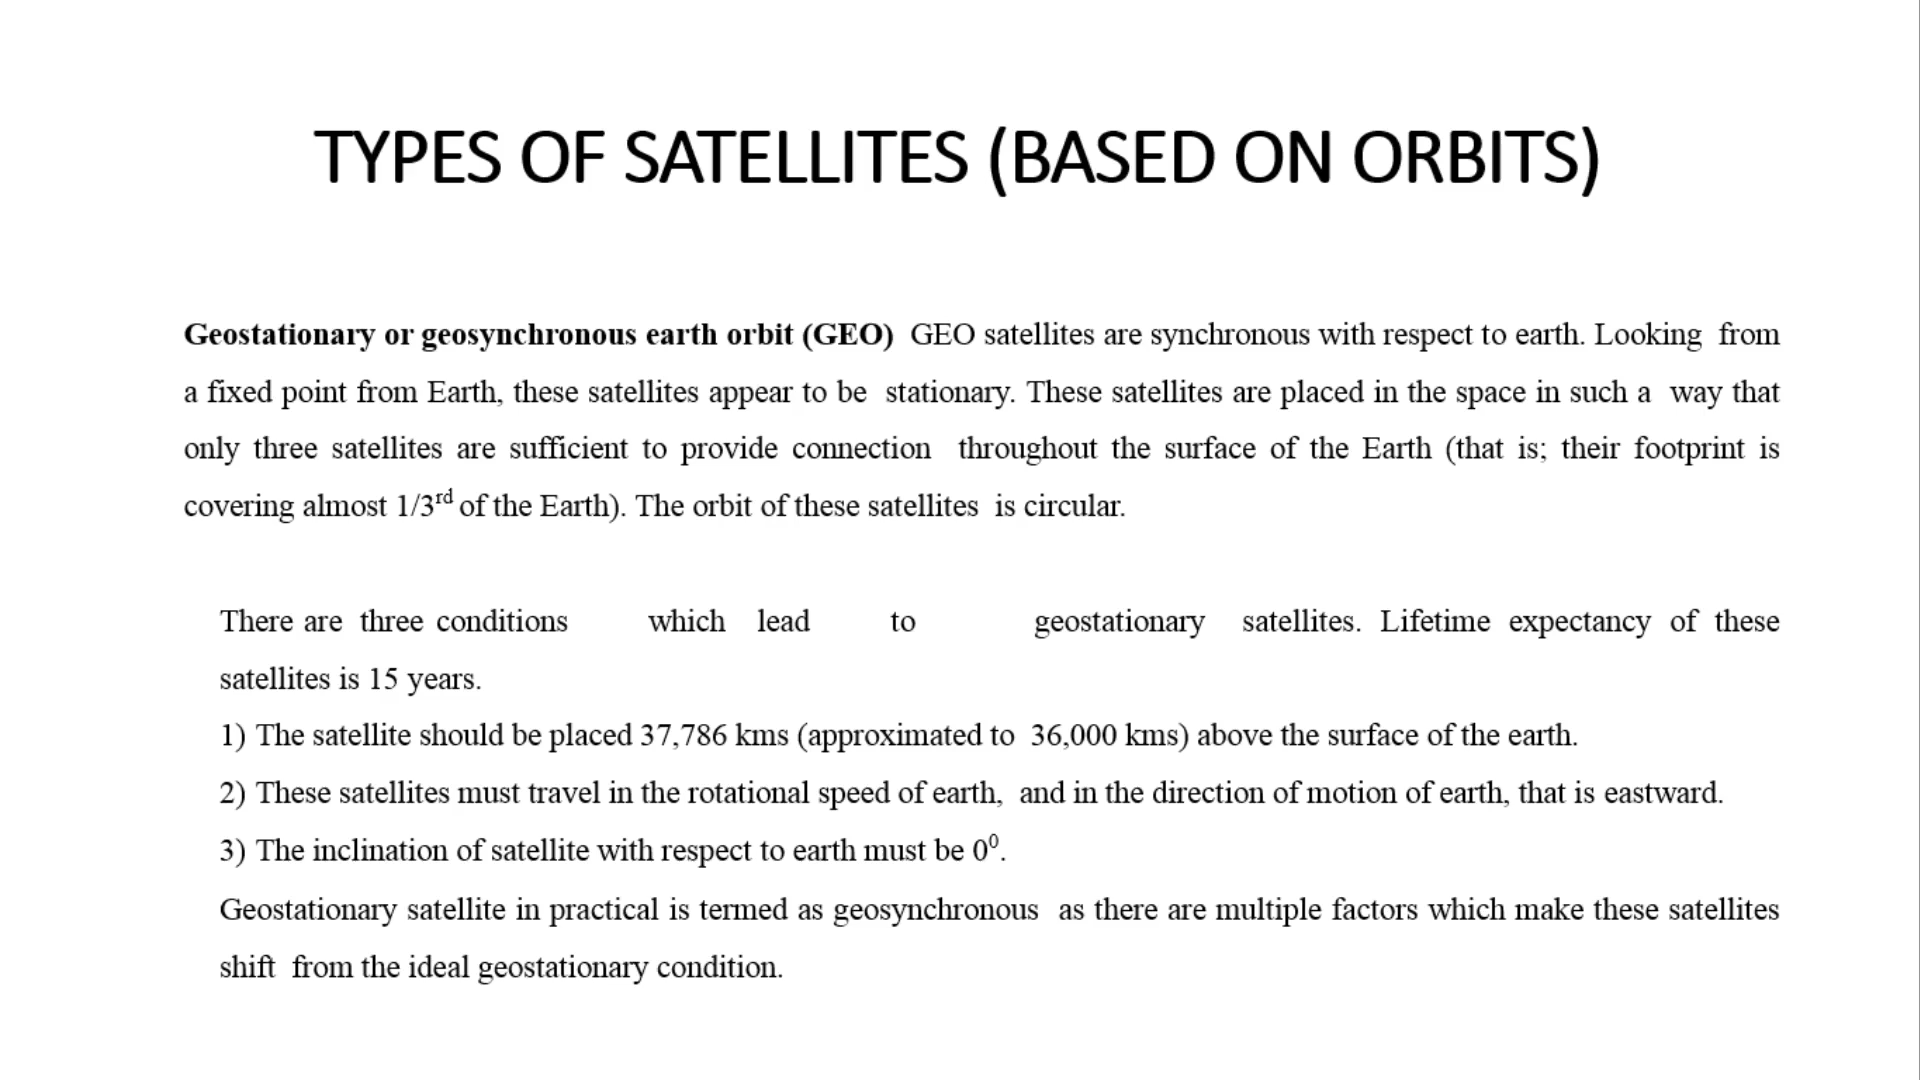 TYPES OF SATELLITES (BASED ON ORBITS)
Geostationary or geosynchronous earth orbit (GEO) GEO satellites are synchronous with respect to earth. Looking from
a fixed point from Earth, these satellites appear to be stationary. These satellites are placed in the space in such a way that
only three satellites are sufficient to provide connection throughout the surface of the Earth (that is; their footprint is
covering almost 1/3rd of the Earth). The orbit of these satellites is circular.
There are three conditions which lead to geostationary satellites. Lifetime expectancy of these
satellites is 15 years.
1) The satellite should be placed 37,786 kms (approximated to 36,000 kms) above the surface of the earth.
2) These satellites must travel in the rotational speed of earth, and in the direction of motion of earth, that is eastward.
3) The inclination of satellite with respect to earth must be 0⁰.
Geostationary satellite in practical is termed as geosynchronous as there are multiple factors which make these satellites
shift from the ideal geostationary condition.